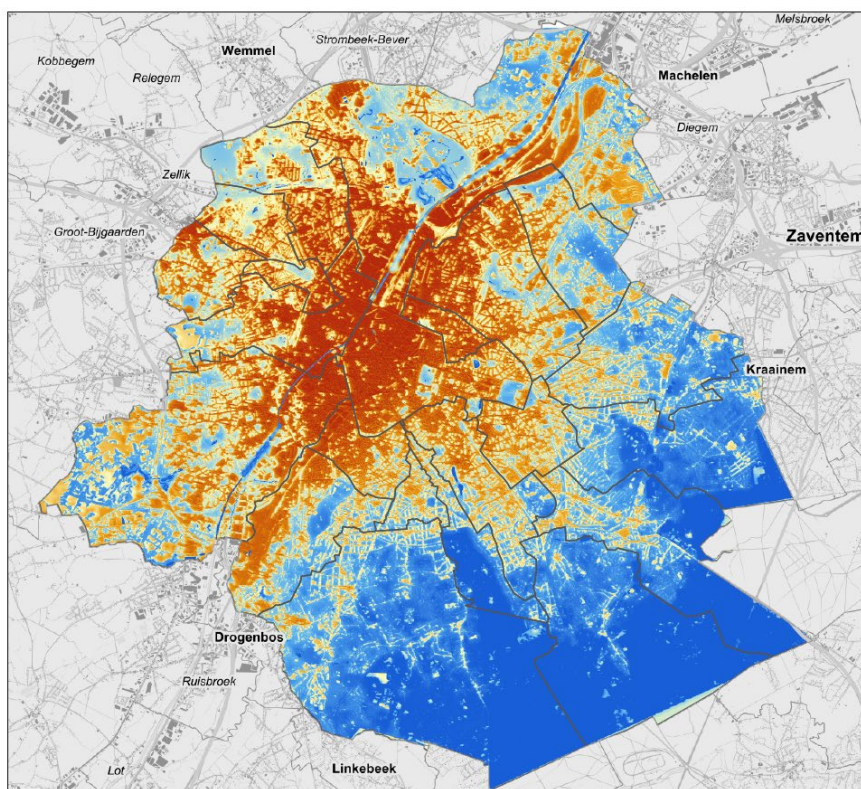 Melsbroek
Strombeek-Bever
Wemmel
Kobbegem
Relegem
Machelen
Diegem
Zellik
Groot-Bijgaarden
Zaventem
Kraainem
Drogenbos
Ruisbroek
Lot
Linkebeek